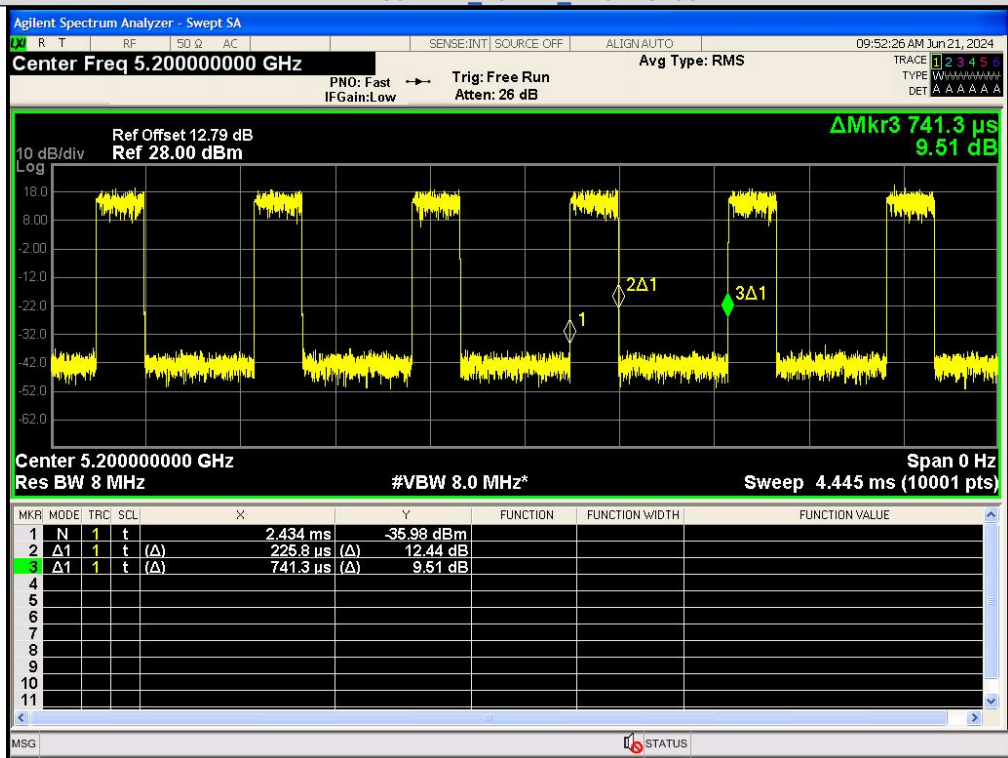 Agilent Spectrum Analyzer - Swept SA
LXI R T RF 50 Ω AC SENSE:INT SOURCE OFF ALIGN AUTO 09:52:26 AM Jun 21, 2024
Center Freq 5.200000000 GHz
Avg Type: RMS
TRACE 1 2 3 4 5 6
PNO: Fast
Trig: Free Run
TYPE W
IFGain:Low
Atten: 26 dB
DET A A A A A A
ΔMkr3 741.3 µs
9.51 dB
Ref Offset 12.79 dB
10 dB/div Ref 28.00 dBm
Log
18.0
8.00
-2.00
-12.0
-22.0
-32.0
-42.0
-52.0
-62.0
1
2Δ1
3Δ1
Center 5.200000000 GHz Span 0 Hz
Res BW 8 MHz #VBW 8.0 MHz* Sweep 4.445 ms (10001 pts)
MKR MODE TRC SCL X Y FUNCTION FUNCTION WIDTH FUNCTION VALUE
1 N 1 t 2.434 ms -35.98 dBm
2 Δ1 1 t (Δ) 225.8 µs (Δ) 12.44 dB
3 Δ1 1 t (Δ) 741.3 µs (Δ) 9.51 dB
4
5
6
7
8
9
10
11
MSG STATUS